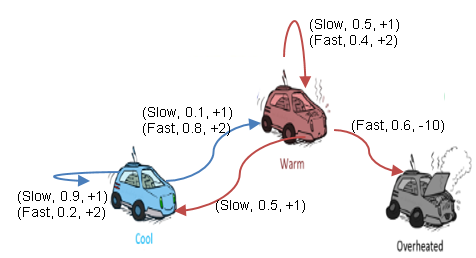 (Slow, 0.5, +1)
(Fast, 0.4, +2)
(Slow, 0.1, +1)
(Fast, 0.8, +2)
(Fast, 0.6, -10)
Warm
(Slow, 0.9, +1)
(Fast, 0.2, +2)
(Slow, 0.5, +1)
Cool
Overheated